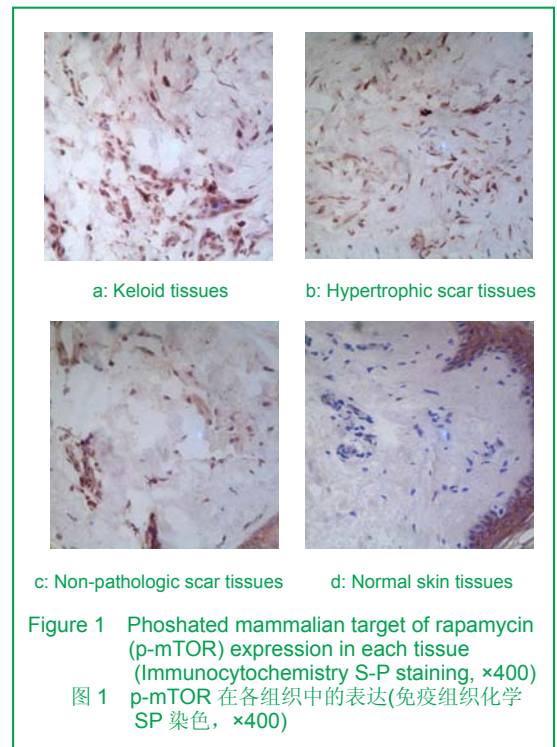 a: Keloid tissues
b: Hypertrophic scar tissues
c: Non-pathologic scar tissues
d: Normal skin tissues
Figure 1 Phoshated mammalian target of rapamycin
(p-mTOR) expression in each tissue
(Immunocytochemistry S-P staining, ×400)
图 1 p-mTOR 在各组织中的表达(免疫组织化学
SP 染色，×400)